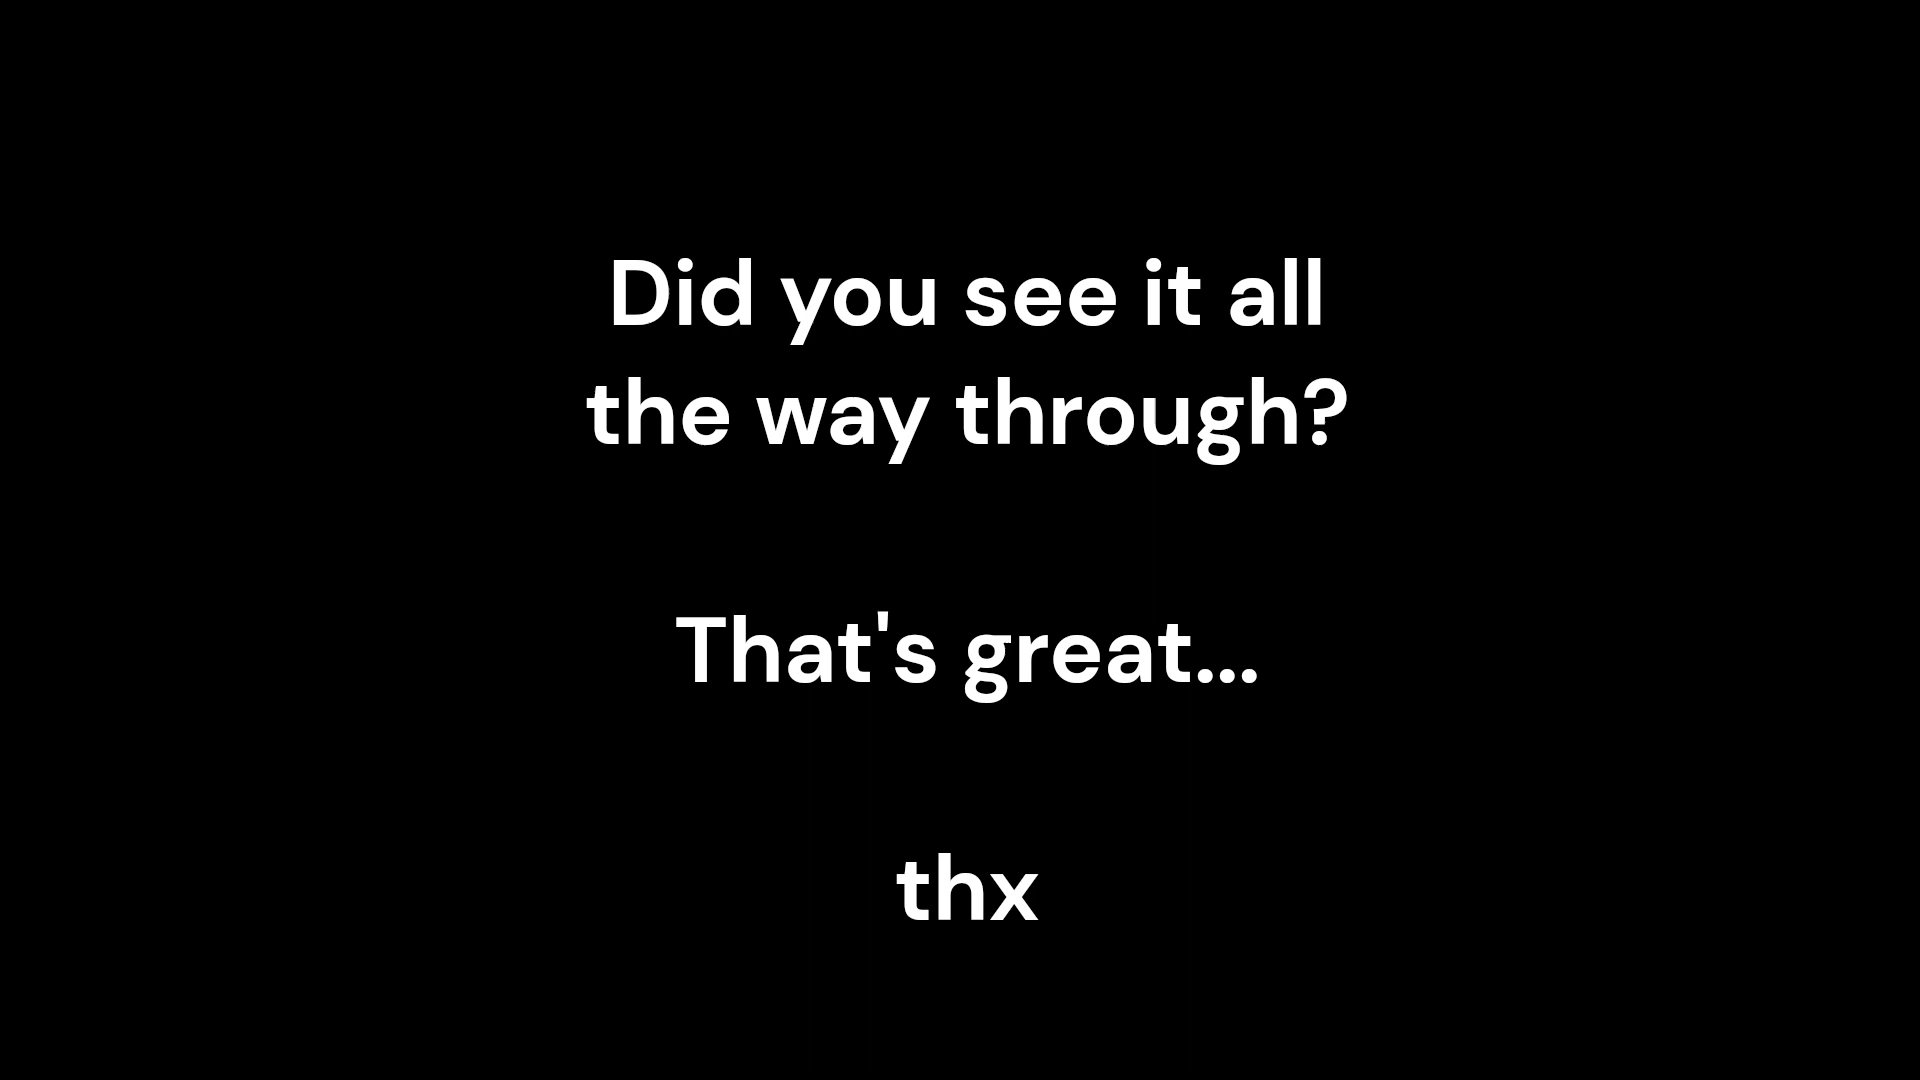 Did you see it all
the way through?
That's great...
thx